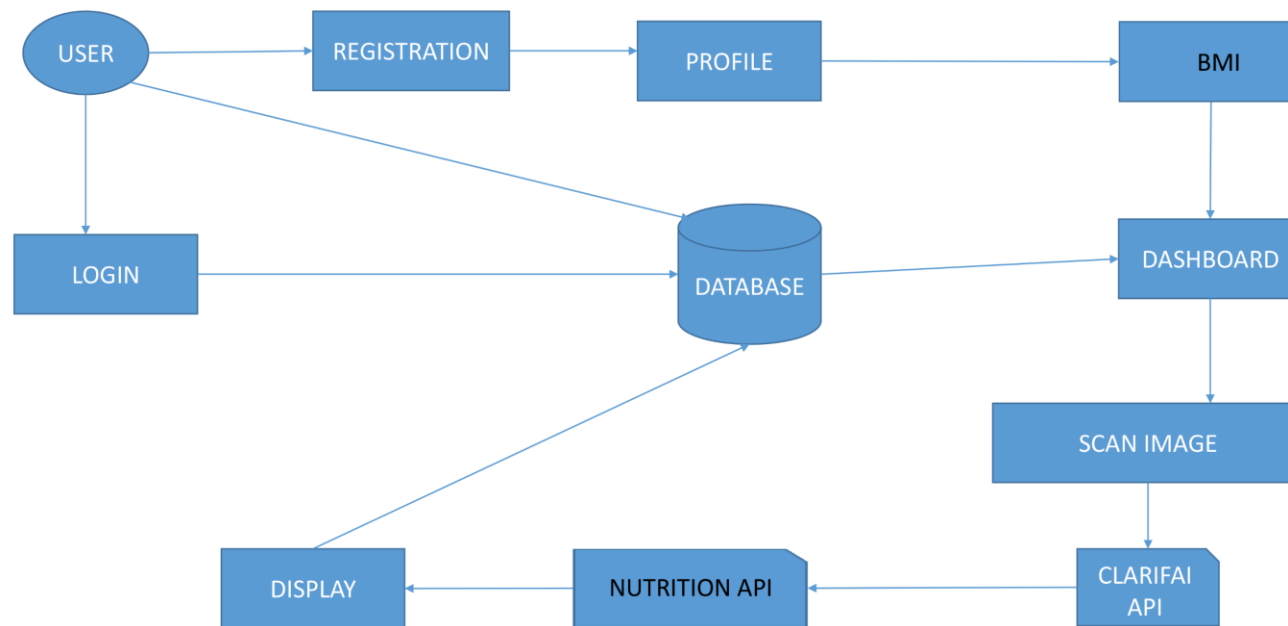 USER
REGISTRATION
PROFILE
BMI
LOGIN
DATABASE
DASHBOARD
SCAN IMAGE
DISPLAY
NUTRITION API
CLARIFAI
API